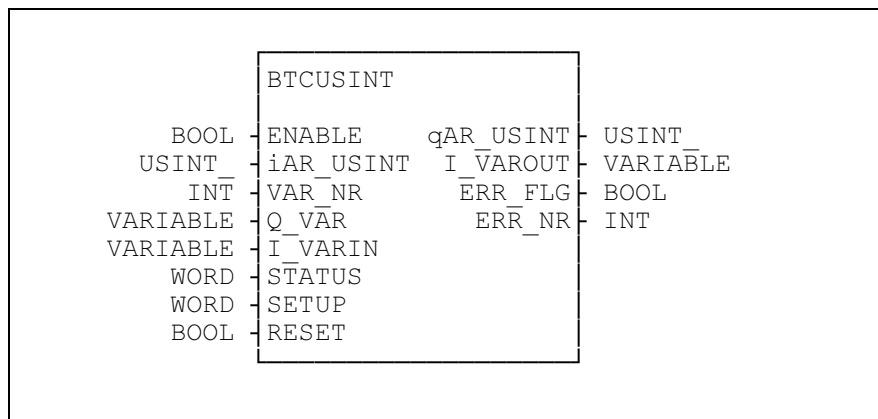 BTCUSINT
BOOL ENABLE qAR_USINT USINT_
USINT_ iAR_USINT I_VAROUT VARIABLE
INT VAR_NR ERR_FLG BOOL
VARIABLE Q_VAR ERR_NR INT
VARIABLE I_VARIN
WORD STATUS
WORD SETUP
BOOL RESET